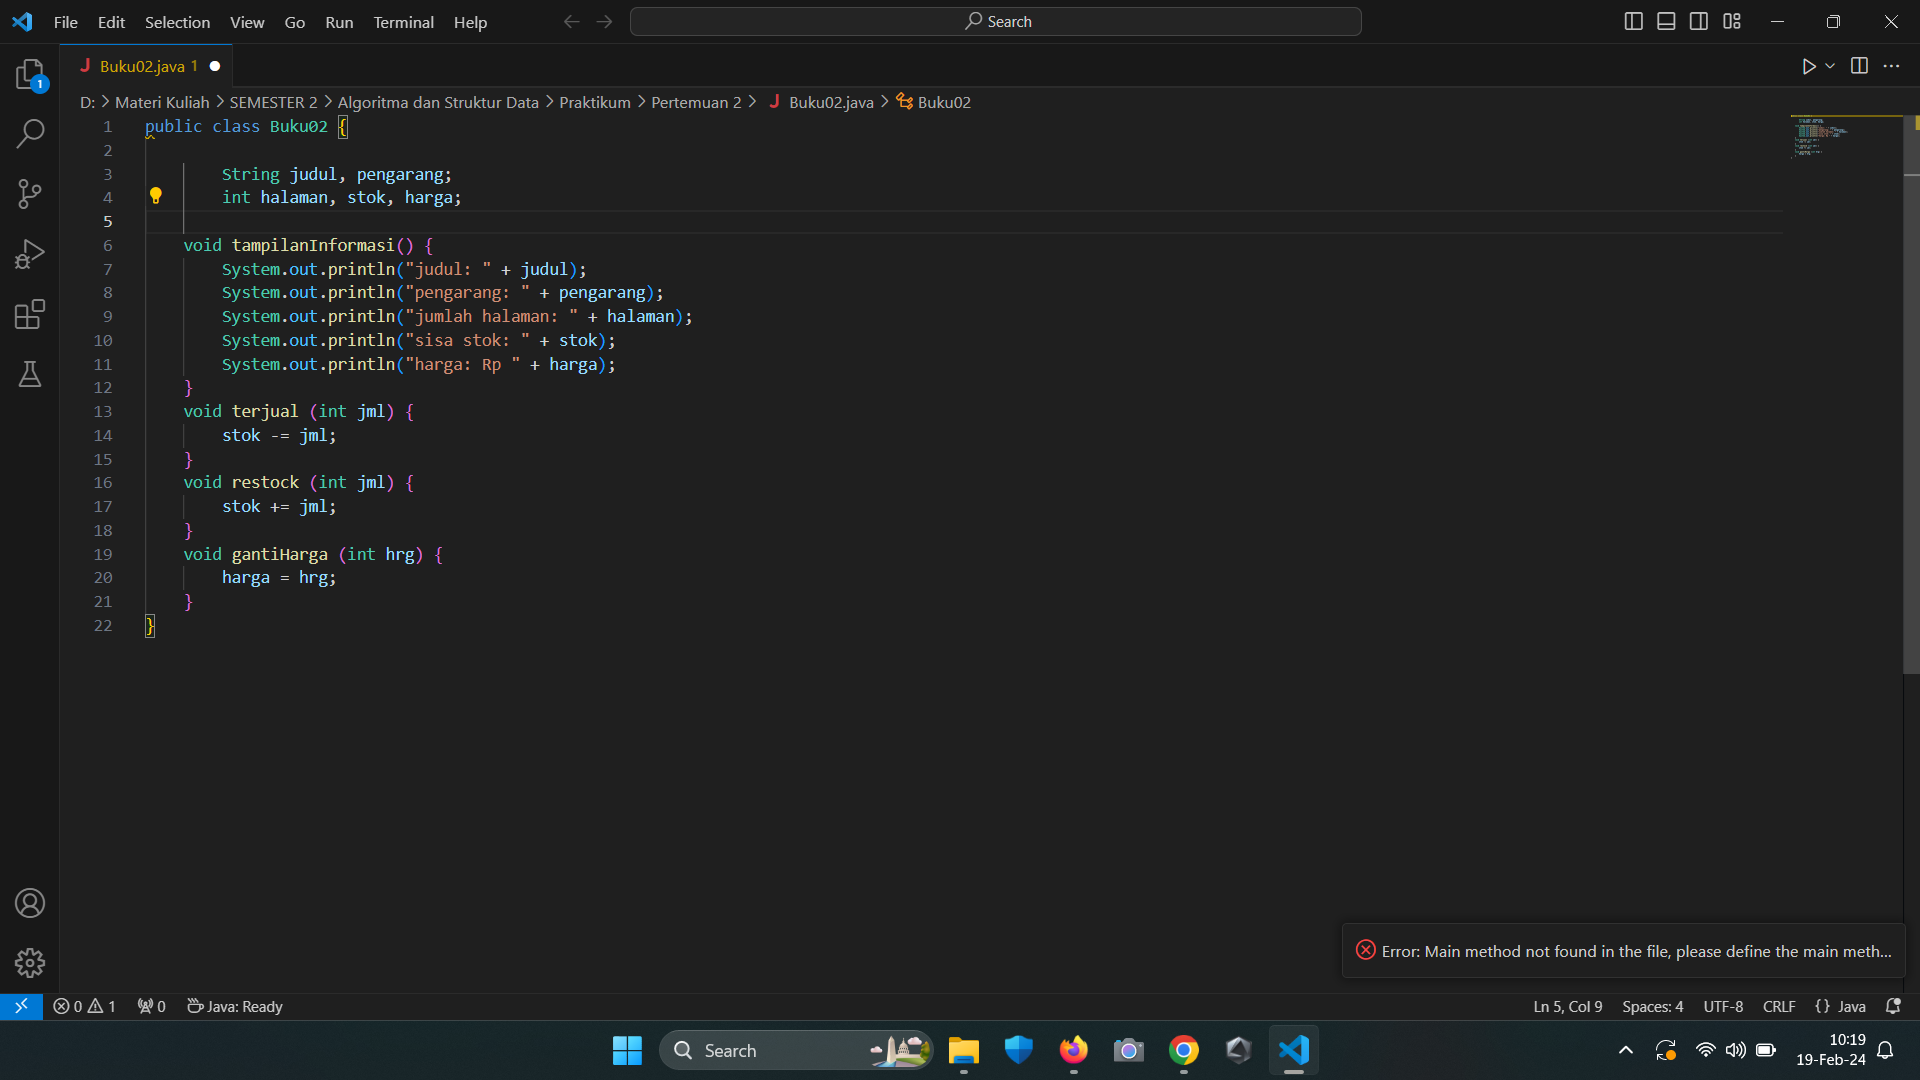 File Edit Selection View Go Run Terminal Help
Search
J Buku02.java 1
D: > Materi Kuliah > SEMESTER 2 > Algoritma dan Struktur Data > Praktikum > Pertemuan 2 > J Buku02.java > Buku02
1
1 public class Buku02 {
2
3 String judul, pengarang;
4 int halaman, stok, harga;
5
6 void tampilanInformasi() {
7 System.out.println("judul: " + judul);
8 System.out.println("pengarang: " + pengarang);
9 System.out.println("jumlah halaman: " + halaman);
10 System.out.println("sisa stok: " + stok);
11 System.out.println("harga: Rp " + harga);
12 }
13 void terjual (int jml) {
14 stok -= jml;
15 }
16 void restock (int jml) {
17 stok += jml;
18 }
19 void gantiHarga (int hrg) {
20 harga = hrg;
21 }
22 }
Error: Main method not found in the file, please define the main meth...
0 1 0 Java: Ready Ln 5, Col 9 Spaces: 4 UTF-8 CRLF {} Java
Search
10:19
19-Feb-24